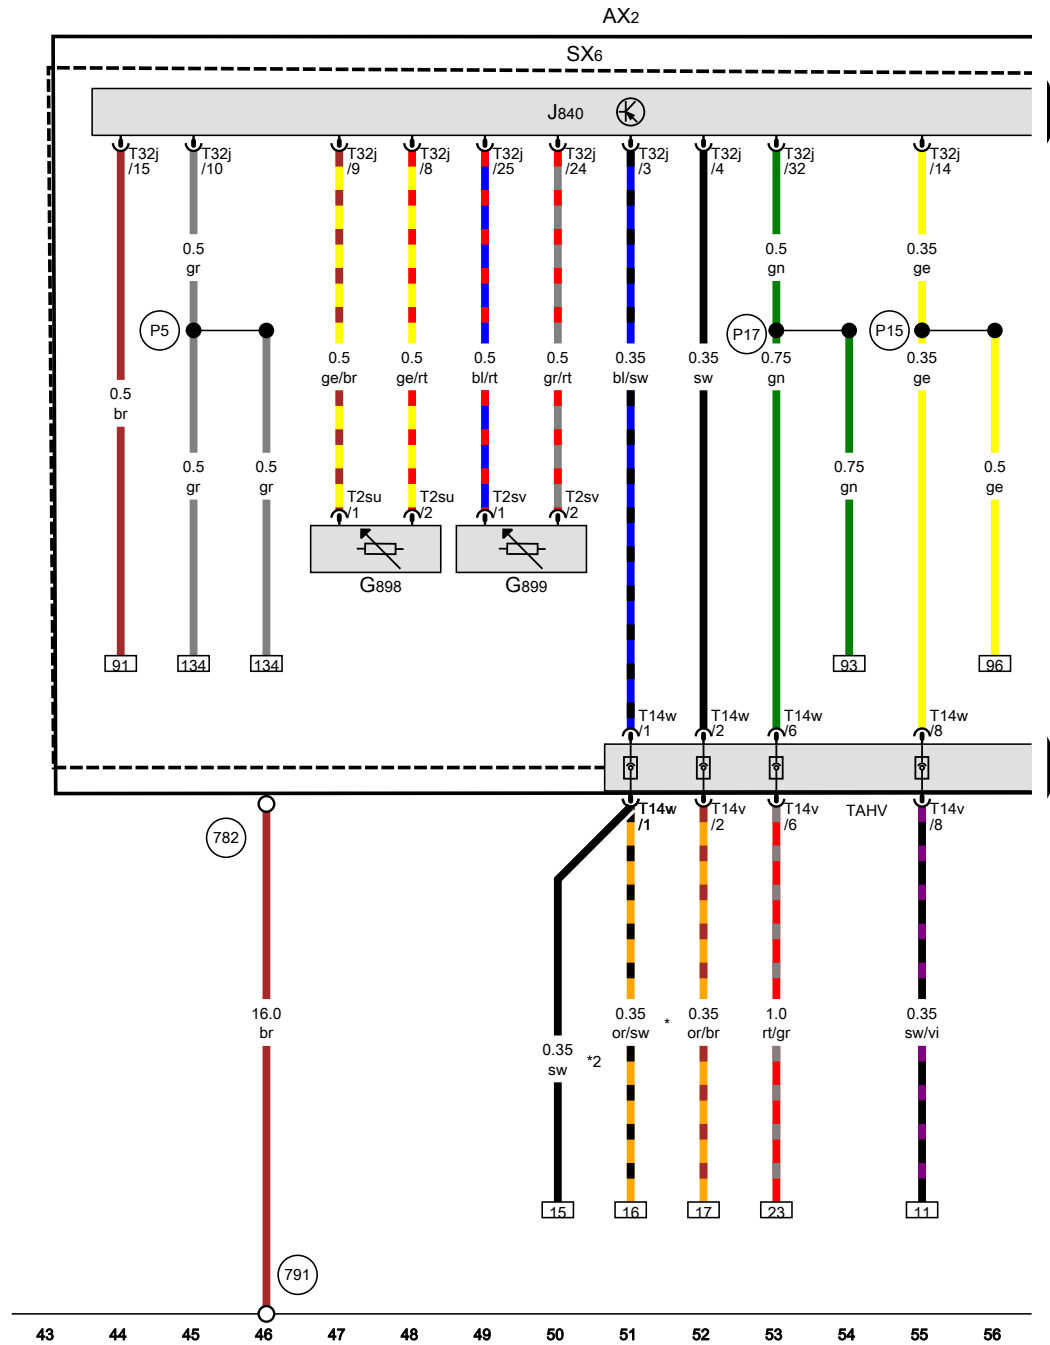 AX2
SX6
J840
T32j
/15
T32j
/10
T32j
/9
T32j
/8
T32j
/25
T32j
/24
T32j
/3
T32j
/4
T32j
/32
T32j
/14
0.5
gr
0.5
gn
0.35
ge
P5
P17
P15
0.5
ge/br
0.5
ge/rt
0.5
bl/rt
0.5
gr/rt
0.35
bl/sw
0.35
sw
0.75
gn
0.35
ge
0.5
br
0.5
gr
0.5
gr
0.75
gn
0.5
ge
T2su
/1
T2su
/2
T2sv
/1
T2sv
/2
G898
G899
91
134
134
93
96
T14w
/1
T14w
/2
T14w
/6
T14w
/8
T14w
/1
T14v
/2
T14v
/6
TAHV
T14v
/8
782
16.0
br
0.35
sw
*2
0.35
or/sw
*
0.35
or/br
1.0
rt/gr
0.35
sw/vi
15
16
17
23
11
791
43 44 45 46 47 48 49 50 51 52 53 54 55 56